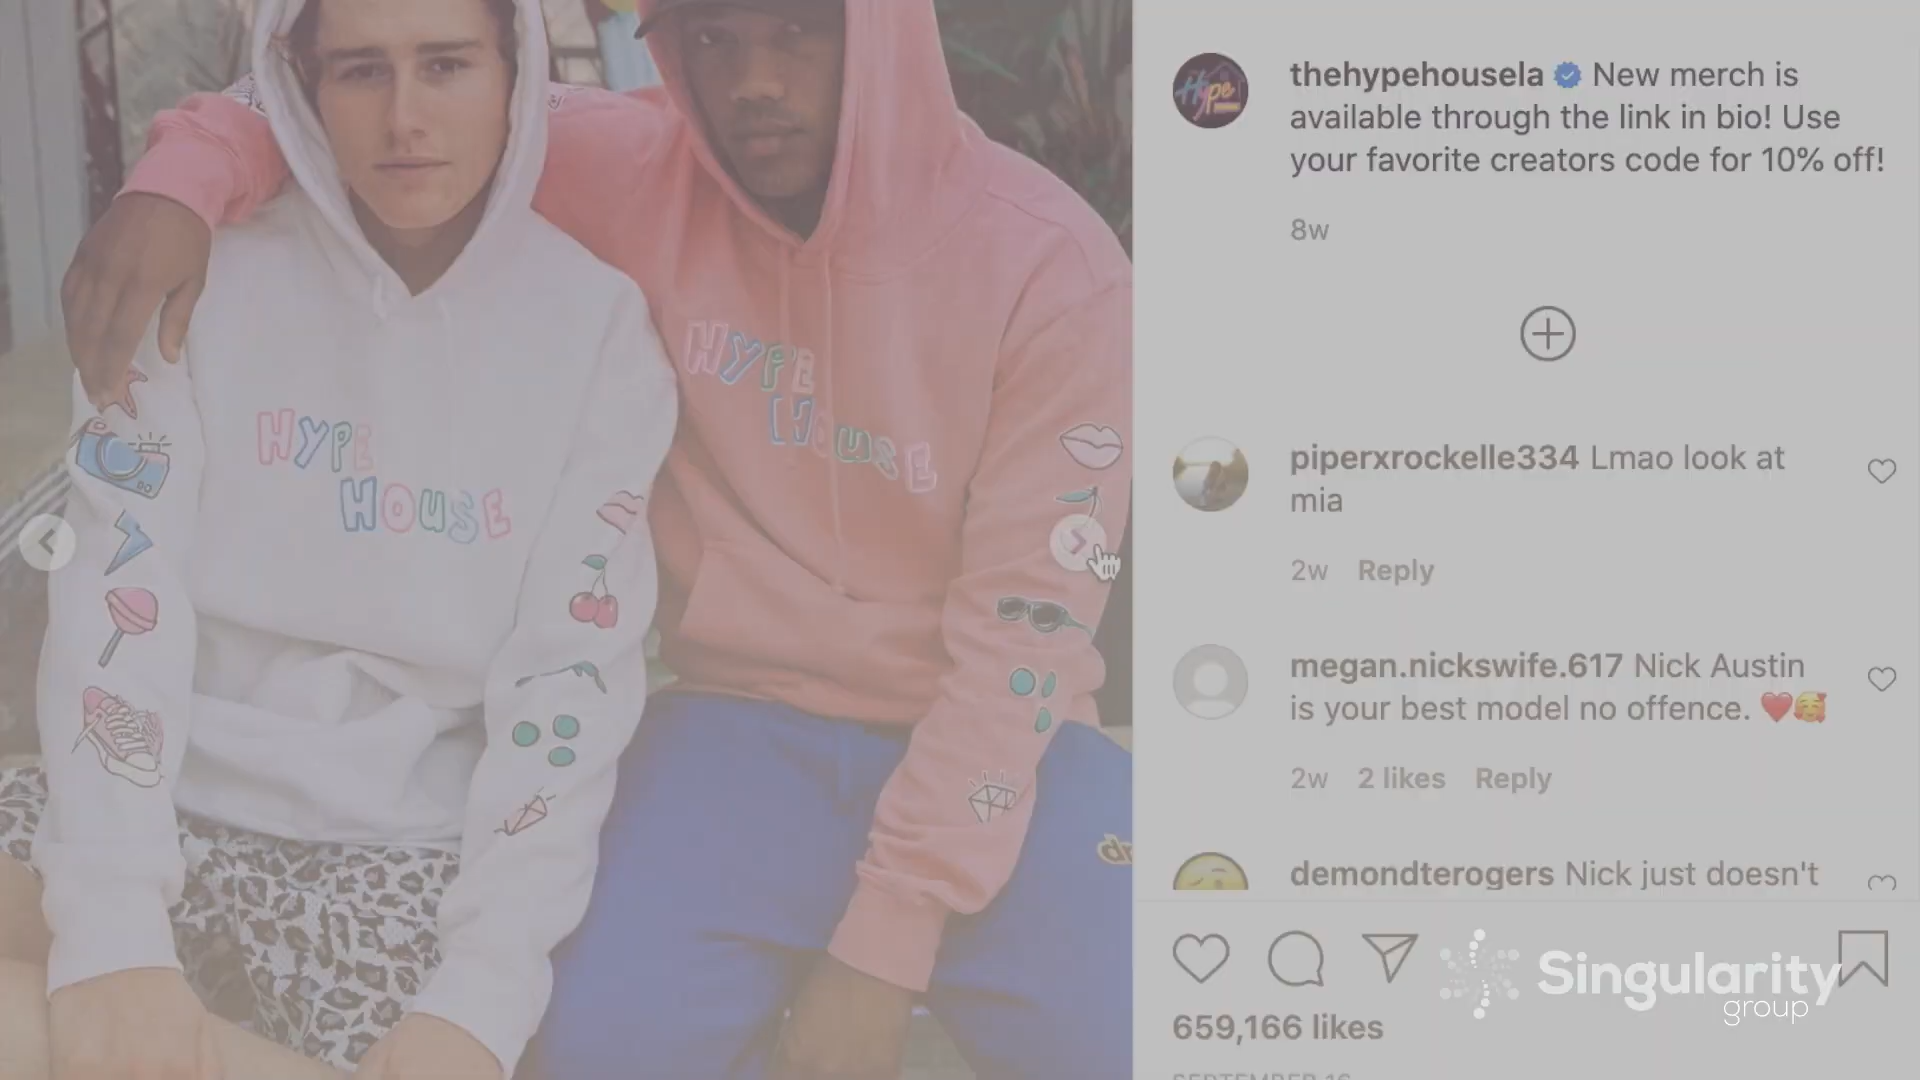 HYPE
HOUSE
HYPE
HOUSE
thehypehousela New merch is
available through the link in bio! Use
your favorite creators code for 10% off!
8w
piperxrockelle334 Lmao look at
mia
2w Reply
megan.nickswife.617 Nick Austin
is your best model no offence. ❤️🥰
2w 2 likes Reply
demondterogers Nick just doesn't
Singularity
group
659,166 likes
SEPTEMBER 16